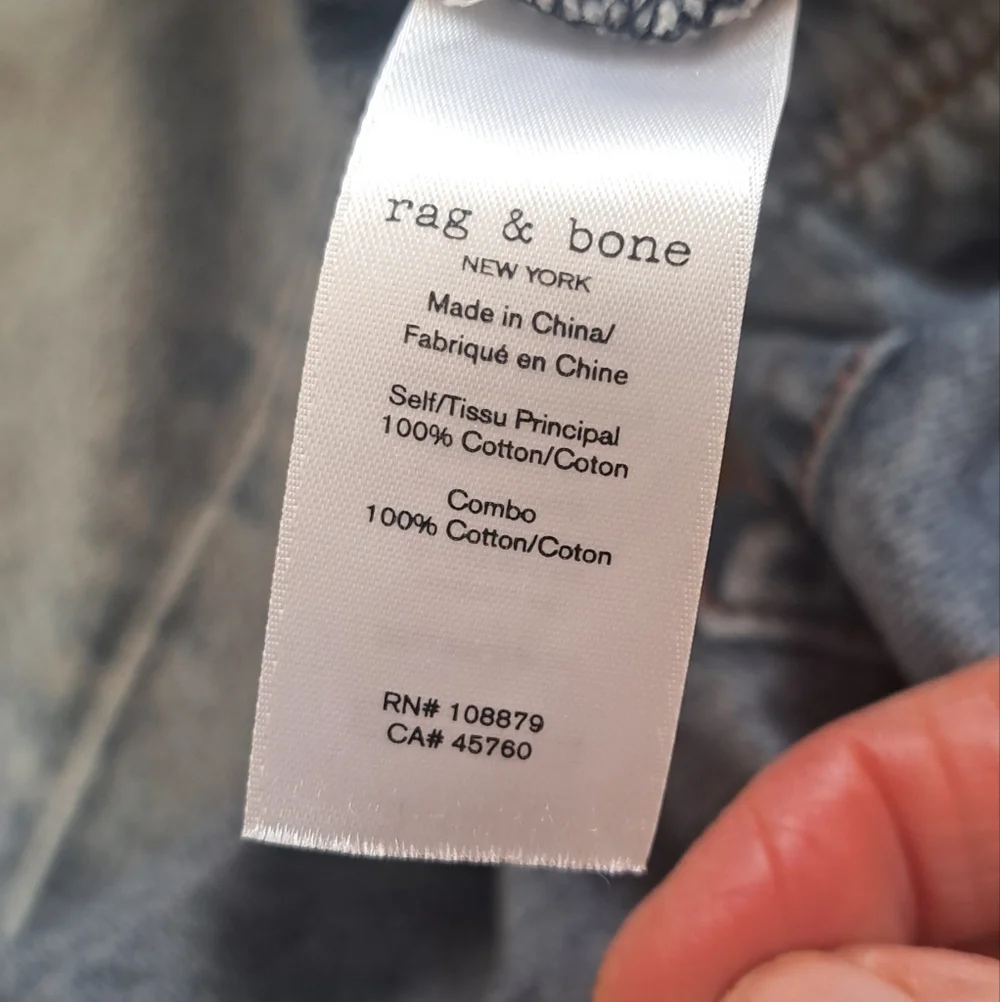 rag & bone
NEW YORK
Made in China/
Fabriqué en Chine
Self/Tissu Principal
100% Cotton/Coton
Combo
100% Cotton/Coton
RN# 108879
CA# 45760